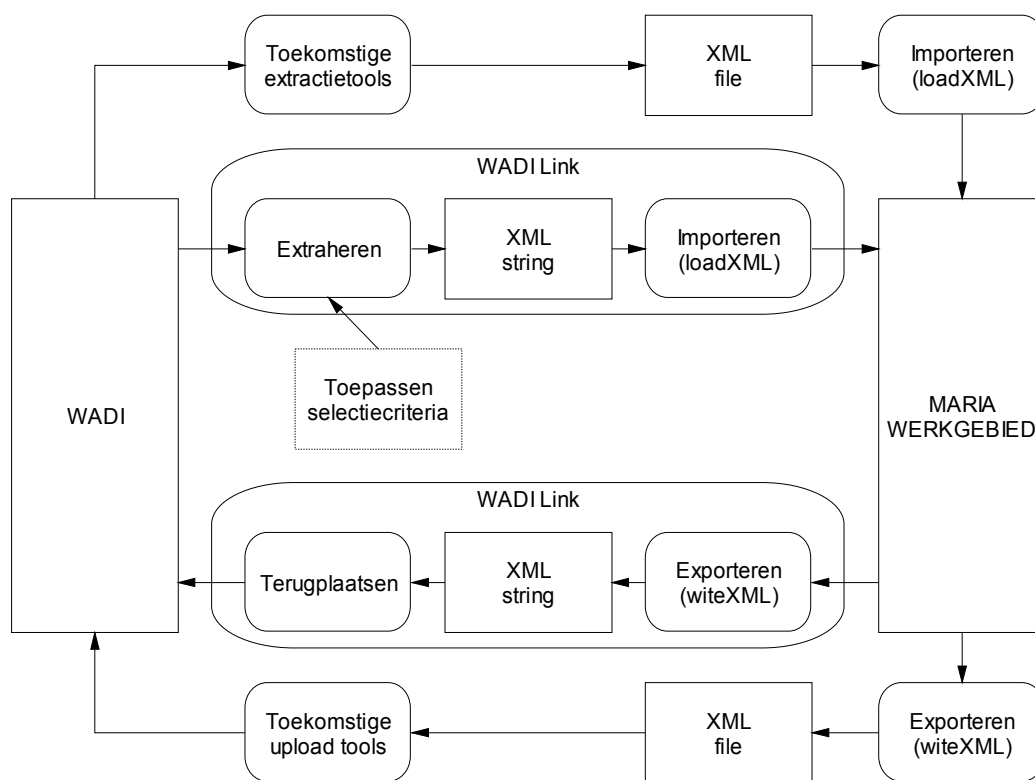 Toekomstige
extractietools
XML
file
Importeren
(loadXML)
WADI Link
Extraheren
XML
string
Importeren
(loadXML)
Toepassen
selectiecriteria
WADI
MARIA
WERKGEBIED
WADI Link
Terugplaatsen
XML
string
Exporteren
(witeXML)
Toekomstige
upload tools
XML
file
Exporteren
(witeXML)